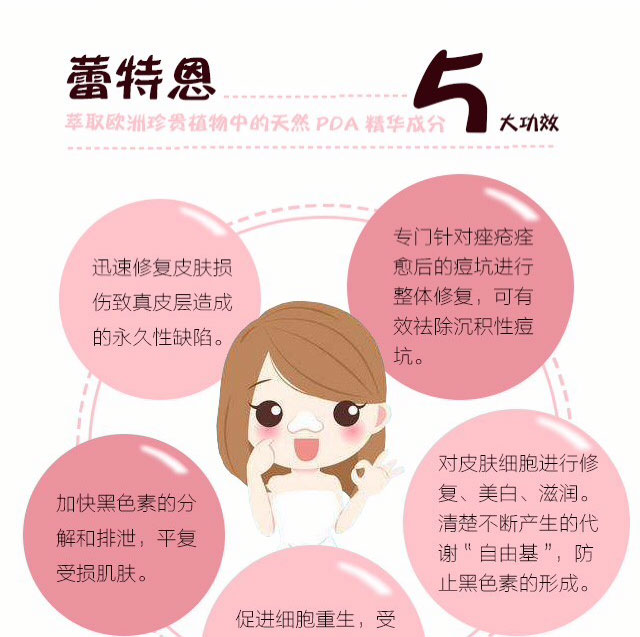 蕾特恩
5大功效
萃取欧洲珍贵植物中的天然PDA精华成分
迅速修复皮肤损
伤致真皮层造成
的永久性缺陷。
专门针对痤疮痊
愈后的痘坑进行
整体修复，可有
效祛除沉积性痘
坑。
加快黑色素的分
解和排泄，平复
受损肌肤。
对皮肤细胞进行修
复、美白、滋润。
清楚不断产生的代
谢“自由基”，防
止黑色素的形成。
促进细胞重生，受